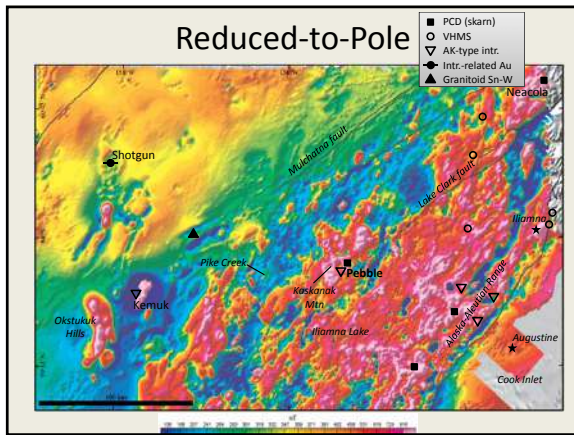 Reduced-to-Pole
PCD (skarn)
VHMS
AK-type intr.
Intr.-related Au
Granitoid Sn-W
Neacola
Shotgun
Mulchatna fault
Lake Clark fault
Iliamna
Pike Creek
Pebble
Kaskanak
Mtn
Kemuk
Okstukuk
Hills
Iliamna Lake
Alaska-Aleutian Range
Augustine
Cook Inlet
nT